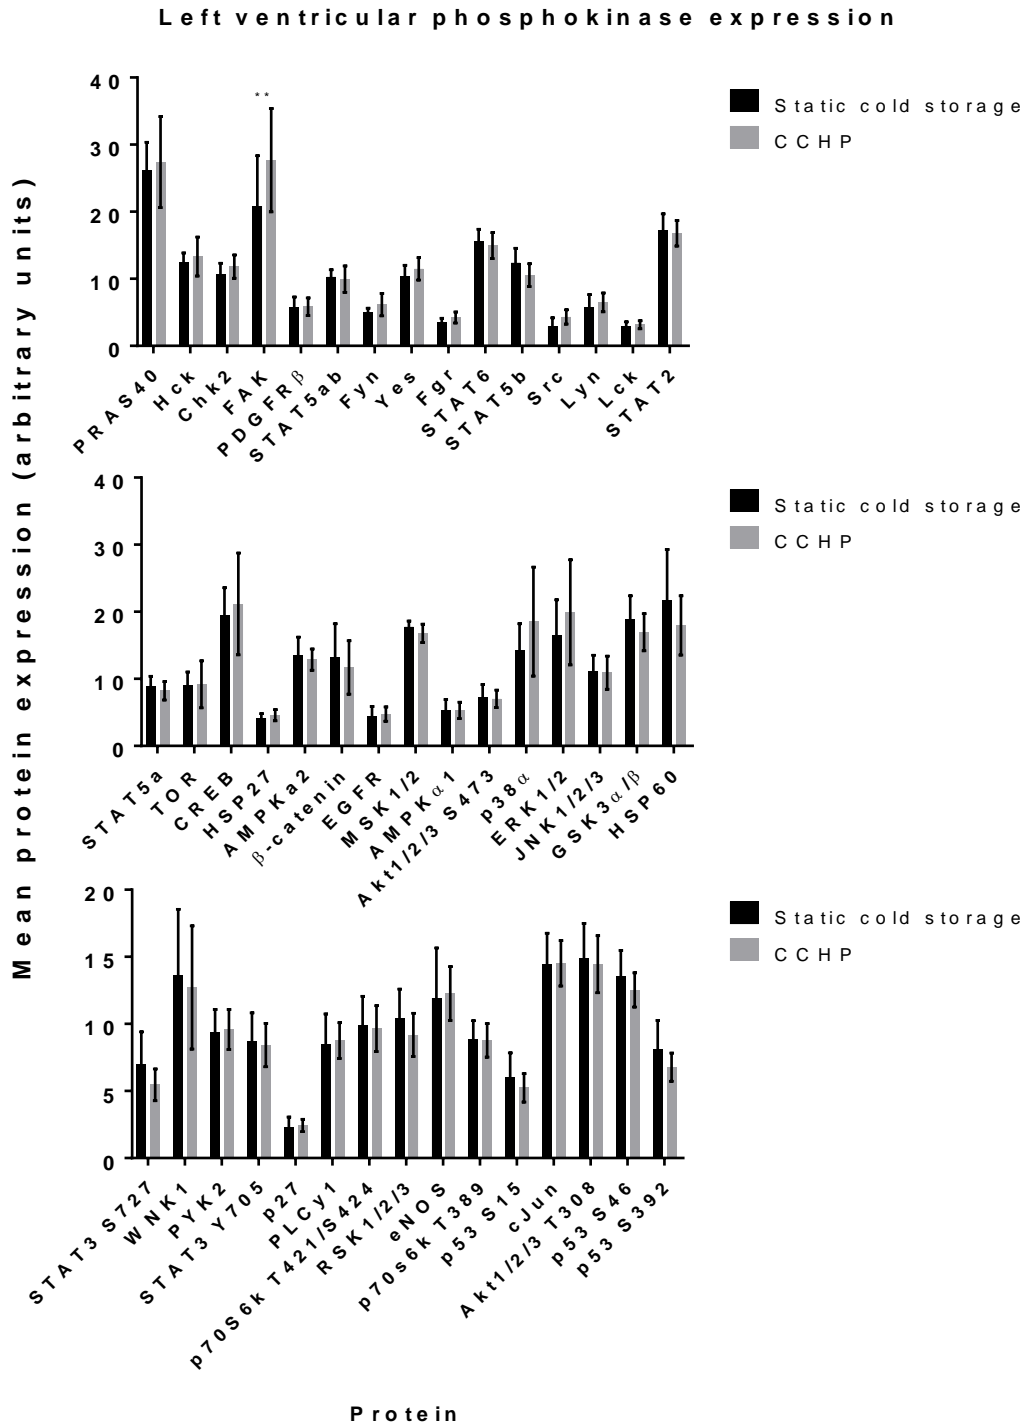 Left ventricular phosphokinase expression
Mean protein expression (arbitrary units)
40
30
20
10
0
**
Static cold storage
CCHP
PRAS40
Hck
Chk2
FAK
PDGFRβ
STAT5ab
Fyn
Yes
Fgr
STAT6
STAT5b
Src
Lyn
Lck
STAT2
40
30
20
10
0
Static cold storage
CCHP
STAT5a
TOR
CREB
HSP27
AMPKa2
β-catenin
EGFR
MSK1/2
AMPKα1
Akt1/2/3 S473
p38α
ERK1/2
JNK1/2/3
GSK3α/β
HSP60
20
15
10
5
0
Static cold storage
CCHP
STAT3 S727
WNK1
PYK2
STAT3 Y705
p27
PLCy1
p70S6k T421/S424
RSK1/2/3
eNOS
p70s6k T389
p53 S15
cJun
Akt1/2/3 T308
p53 S46
p53 S392
Protein